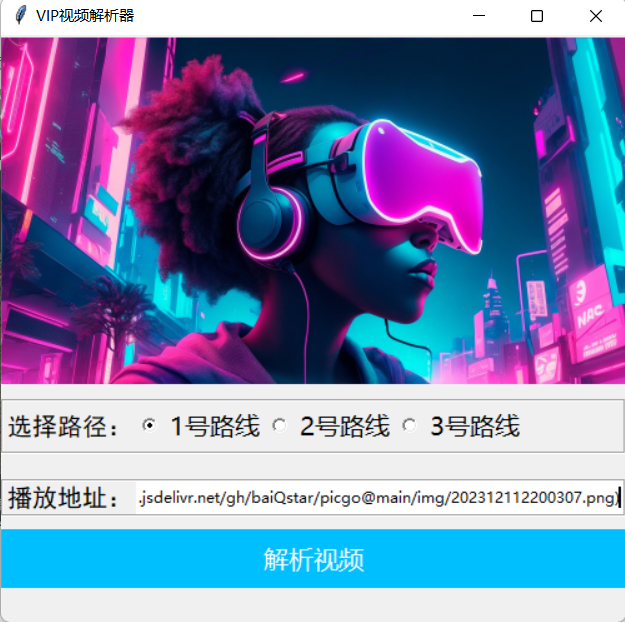 VIP视频解析器
NAC
选择路径： 1号路线 2号路线 3号路线
播放地址： .jsdelivr.net/gh/baiQstar/picgo@main/img/202312112200307.png)
解析视频